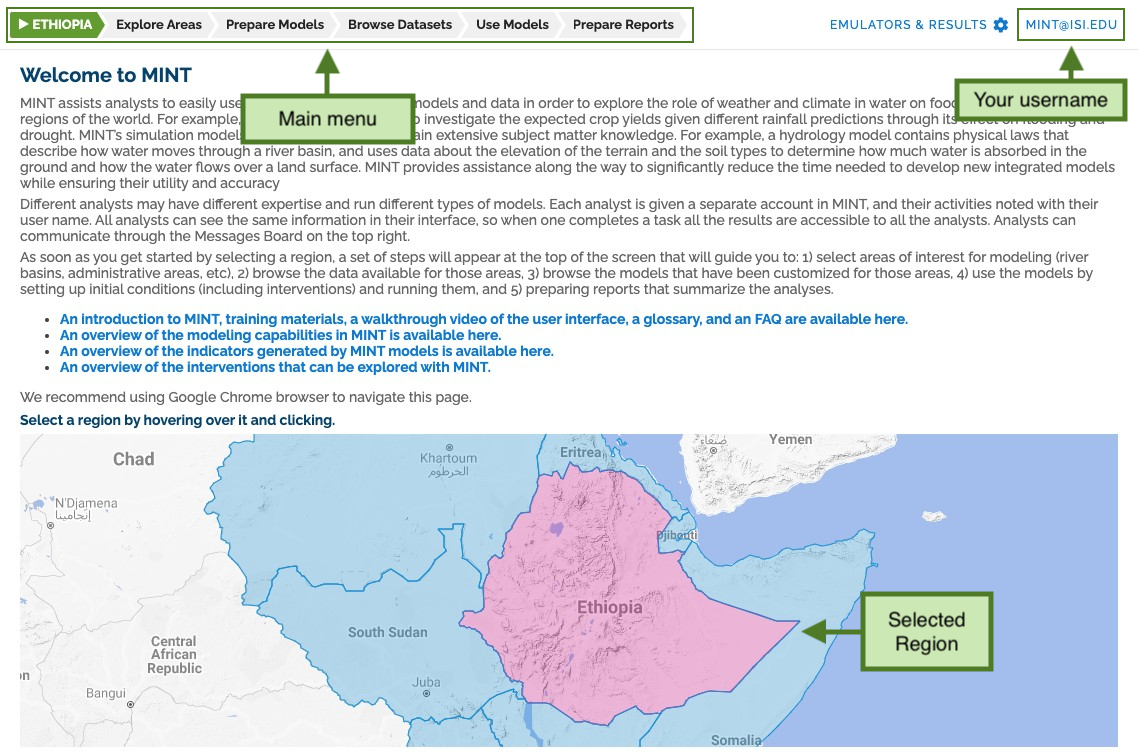 ETHIOPIA Explore Areas Prepare Models Browse Datasets Use Models Prepare Reports EMULATORS & RESULTS MINT@ISI.EDU
Welcome to MINT
Main menu
Your username
MINT assists analysts to easily use models and data in order to explore the role of weather and climate in water on
regions of the world. For example, investigate the expected crop yields given different rainfall predictions through its effect on flooding and
drought. MINT's simulation extensive subject matter knowledge. For example, a hydrology model contains physical laws that
describe how water moves through a river basin, and uses data about the elevation of the terrain and the soil types to determine how much water is absorbed in the
ground and how the water flows over a land surface. MINT provides assistance along the way to significantly reduce the time needed to develop new integrated models
while ensuring their utility and accuracy
Different analysts may have different expertise and run different types of models. Each analyst is given a separate account in MINT, and their activities noted with their
user name. All analysts can see the same information in their interface, so when one completes a task all the results are accessible to all the analysts. Analysts can
communicate through the Messages Board on the top right.
As soon as you get started by selecting a region, a set of steps will appear at the top of the screen that will guide you to: 1) select areas of interest for modeling (river
basins, administrative areas, etc), 2) browse the data available for those areas, 3) browse the models that have been customized for those areas, 4) use the models by
setting up initial conditions (including interventions) and running them, and 5) preparing reports that summarize the analyses.
• An introduction to MINT, training materials, a walkthrough video of the user interface, a glossary, and an FAQ are available here.
• An overview of the modeling capabilities in MINT is available here.
• An overview of the indicators generated by MINT models is available here.
• An overview of the interventions that can be explored with MINT.
We recommend using Google Chrome browser to navigate this page.
Select a region by hovering over it and clicking.
Yemen
صنعاء
Eritrea
Chad
Khartoum
الخرطوم
N'Djamena
إنجامينا
Djibouti
Ethiopia
Selected
Region
South Sudan
Central
African
Republic
Juba
Bangui
Somalia